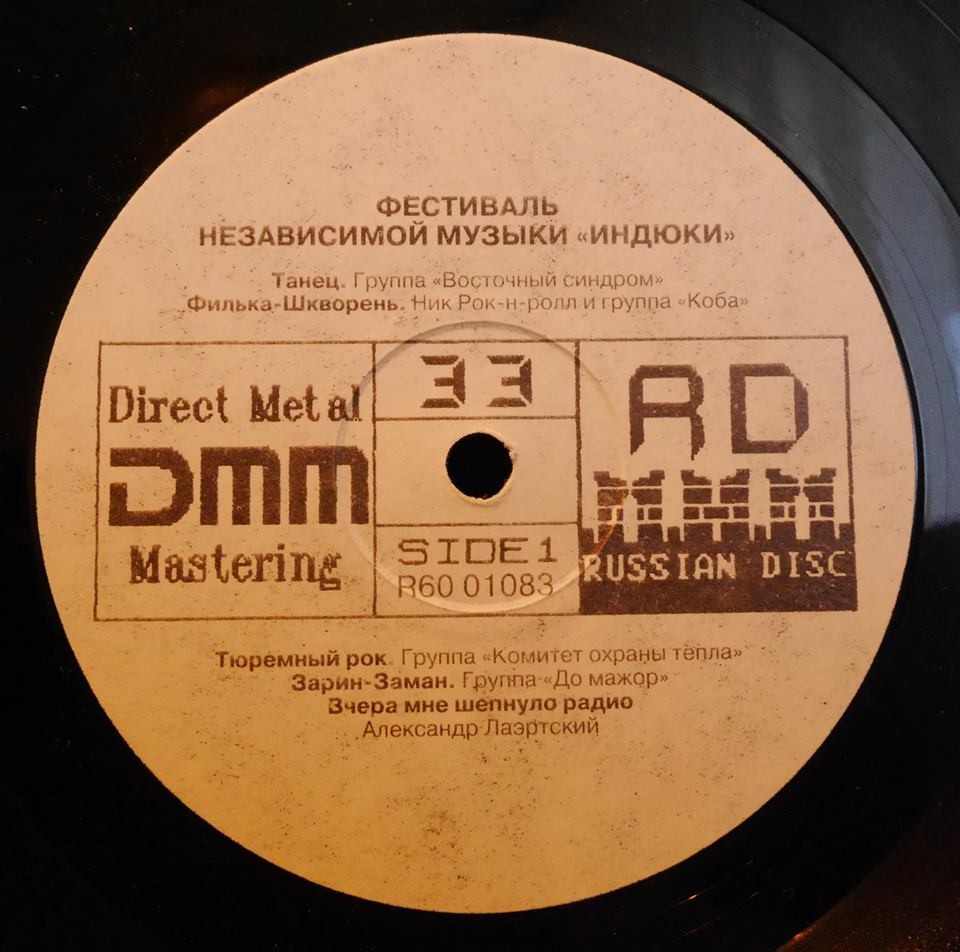 ФЕСТИВАЛЬ
НЕЗАВИСИМОЙ МУЗЫКИ «ИНДЮКИ»
Танец. Группа «Восточный синдром»
Филька-Шкворень. Ник Рок-н-ролл и группа «Коба»
Direct Metal
DMM
Mastering
33
SIDE 1
R60 01083
RD
RUSSIAN DISC
Тюремный рок. Группа «Комитет охраны тепла»
Зарин-Заман. Группа «До мажор»
Вчера мне шепнуло радио
Александр Лаэртский